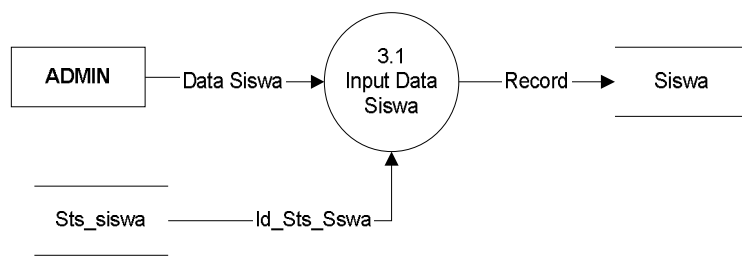 ADMIN
Data Siswa
3.1
Input Data
Siswa
Record
Siswa
Sts_siswa
Id_Sts_Sswa